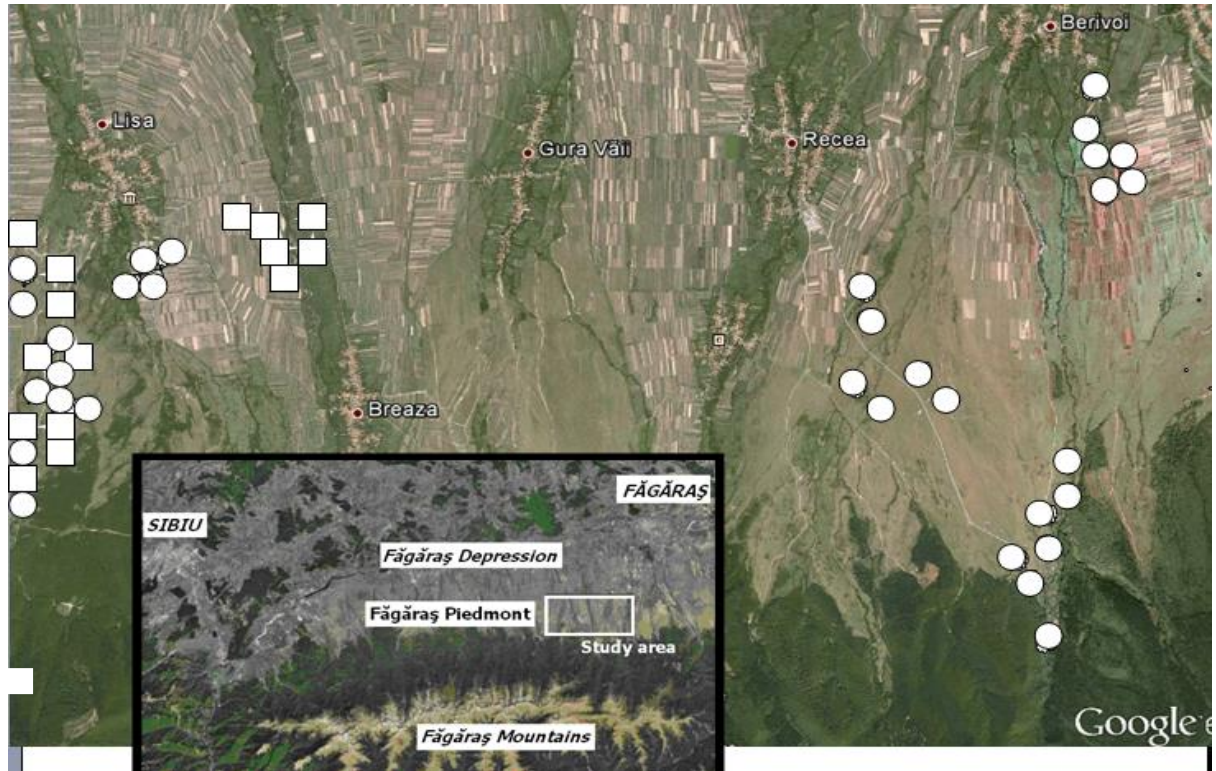 Berivoi
Lisa
Gura Văii
Recea
Breaza
FĂGĂRAŞ
SIBIU
Făgăraş Depression
Făgăraş Piedmont
Study area
Făgăraş Mountains
Google